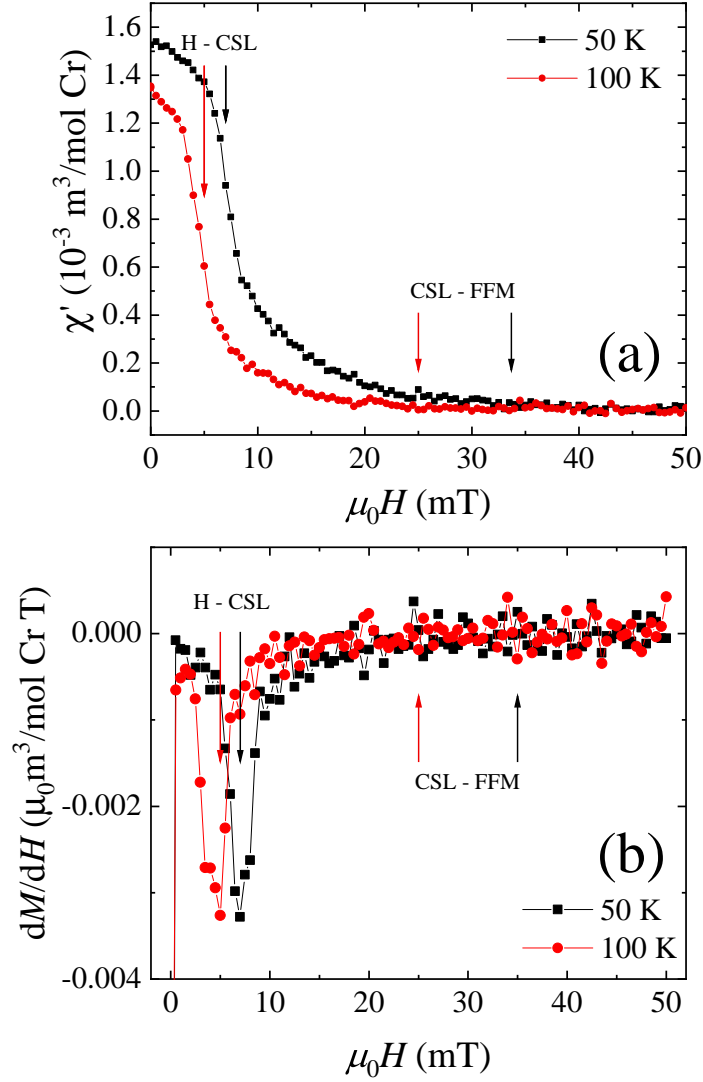 1.6
1.4
1.2
1.0
0.8
0.6
0.4
0.2
0.0
χ' (10⁻³ m³/mol Cr)
H - CSL
50 K
100 K
CSL - FFM
(a)
0 10 20 30 40 50
μ₀H (mT)
0.000
-0.002
-0.004
dM/dH (μ₀m³/mol Cr T)
H - CSL
CSL - FFM
(b)
50 K
100 K
0 10 20 30 40 50
μ₀H (mT)